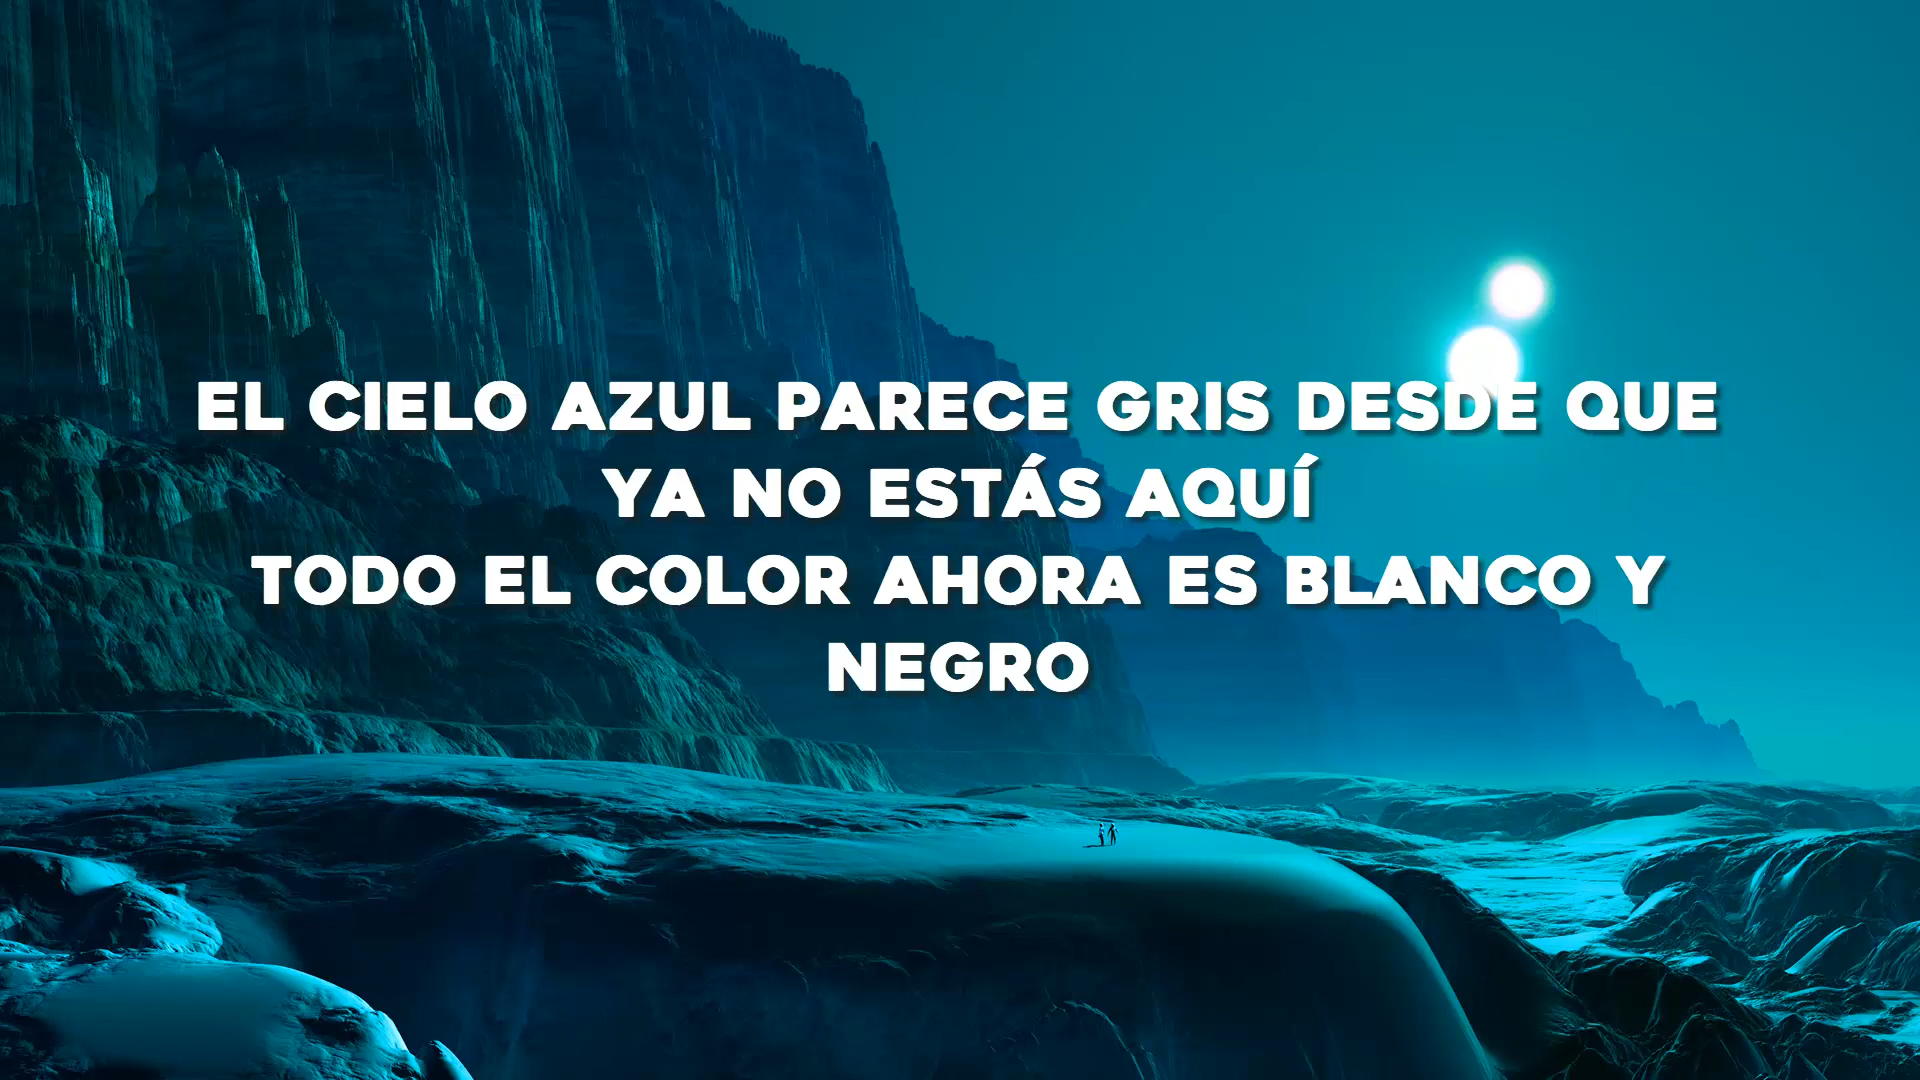 EL CIELO AZUL PARECE GRIS DESDE QUE
YA NO ESTÁS AQUÍ
TODO EL COLOR AHORA ES BLANCO Y
NEGRO